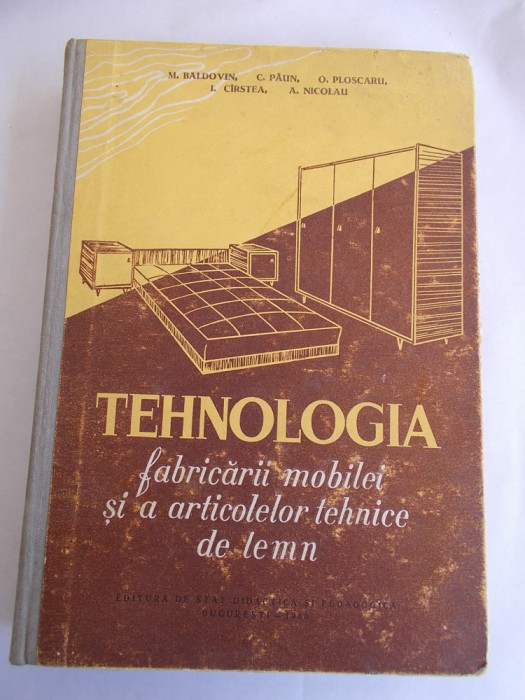 M. BALDOVIN, C. PĂUN, O. PLOSCARU,
I. CÎRSTEA, A. NICOLAU
TEHNOLOGIA
fabricării mobilei
și a articolelor tehnice
de lemn
EDITURA DE STAT DIDACTICĂ ȘI PEDAGOGICĂ
BUCUREȘTI —